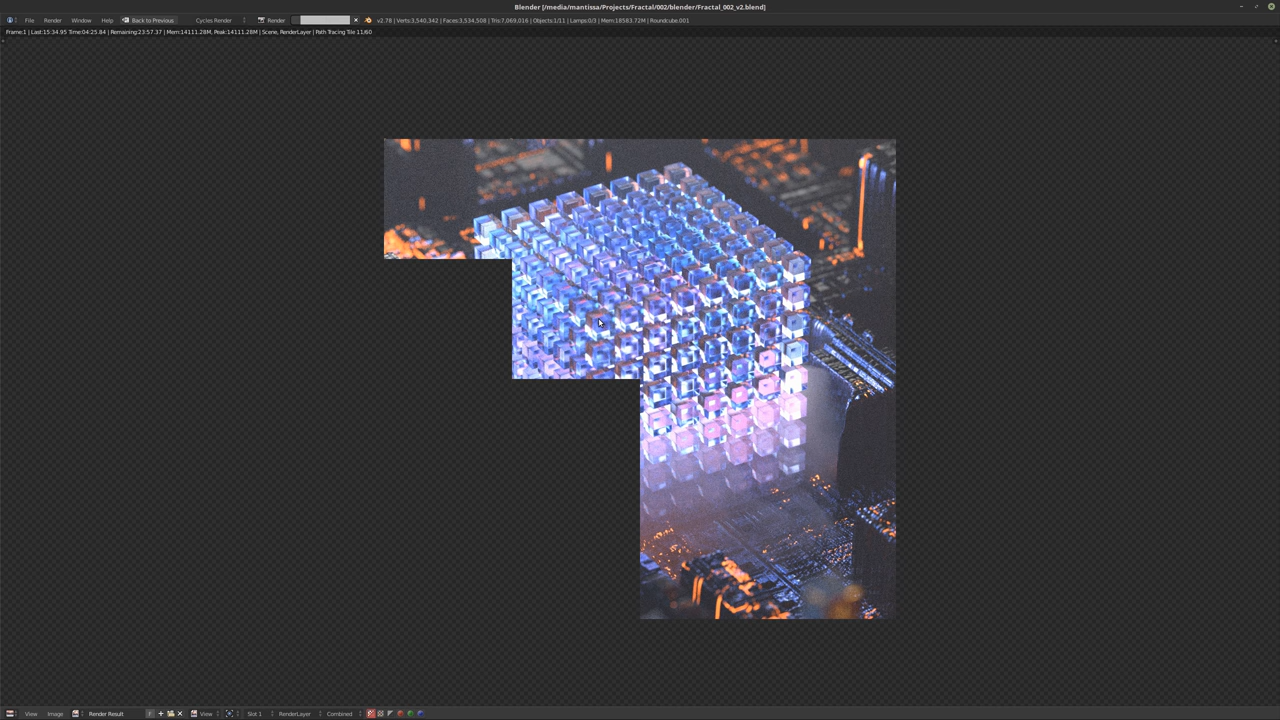 Blender [/media/mantissa/Projects/Fractal/002/blender/Fractal_002_v2.blend]
File Render Window Help Back to Previous Cycles Render Render v2.78 | Verts:3,540,342 | Faces:3,534,508 | Tris:7,069,016 | Objects:1/11 | Lamps:0/3 | Mem:18583.72M | Roundcube.001
Frame:1 | Last:15:34.95 Time:04:25.84 | Remaining:23:57.37 | Mem:14111.28M, Peak:14111.28M | Scene, RenderLayer | Path Tracing Tile 11/60
View Image Render Result F View Slot 1 RenderLayer Combined